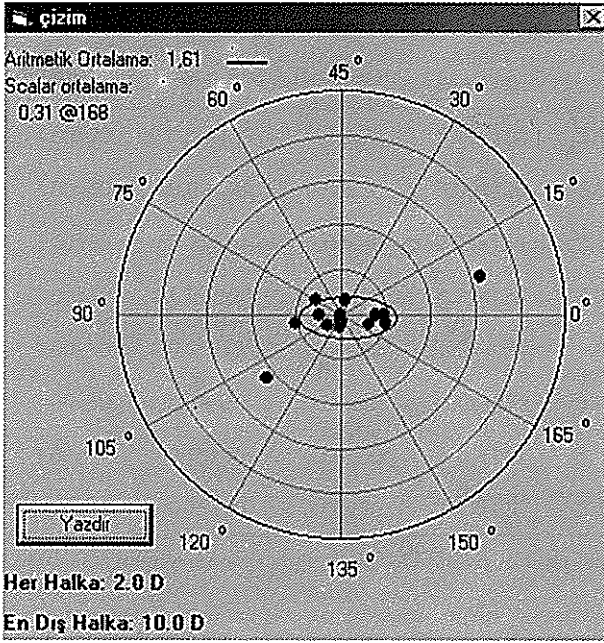 çizim
Aritmetik Ortalama: 1,61
Scalar ortalama:
0,31 @168
45°
60°
30°
75°
15°
90°
0°
105°
165°
120°
150°
135°
Yazdır
Her Halka: 2.0 D
En Dış Halka: 10.0 D